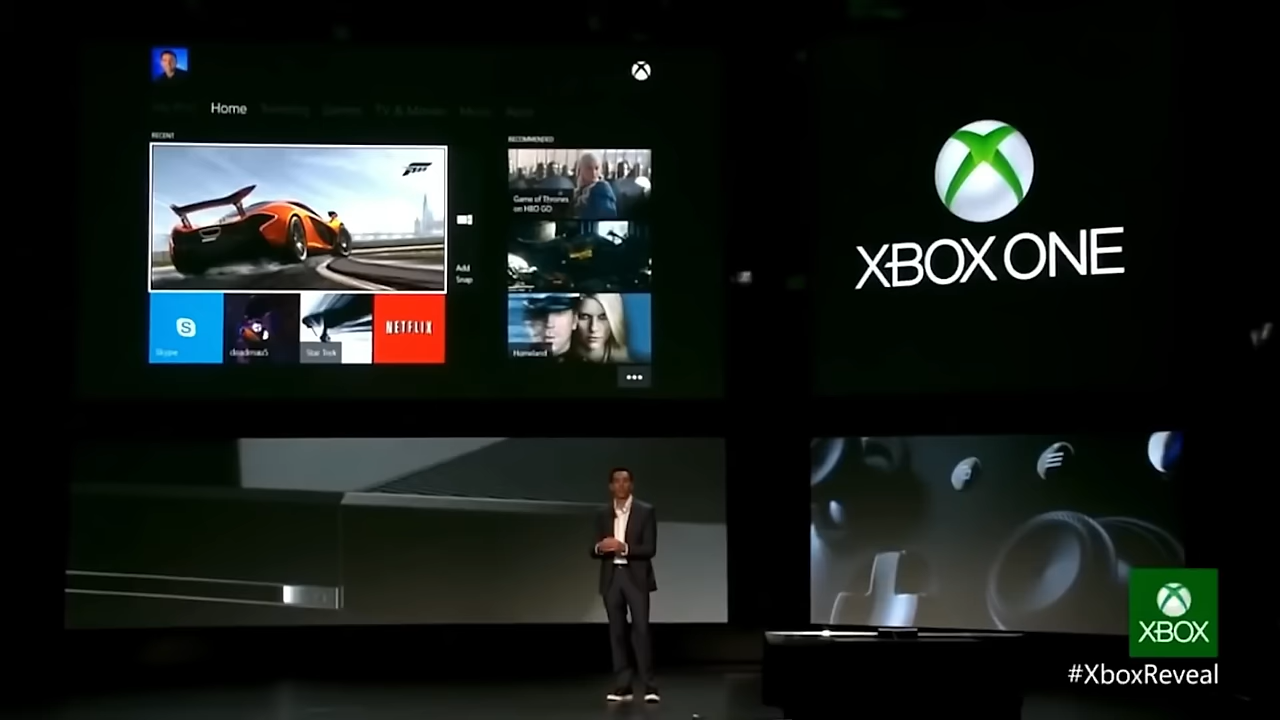 Home
RECENT
RECOMMENDED
Game of Thrones
on HBO GO
Add
Snap
Skype
deadmau5
Star Trek
NETFLIX
Homeland
XBOX ONE
XBOX
#XboxReveal